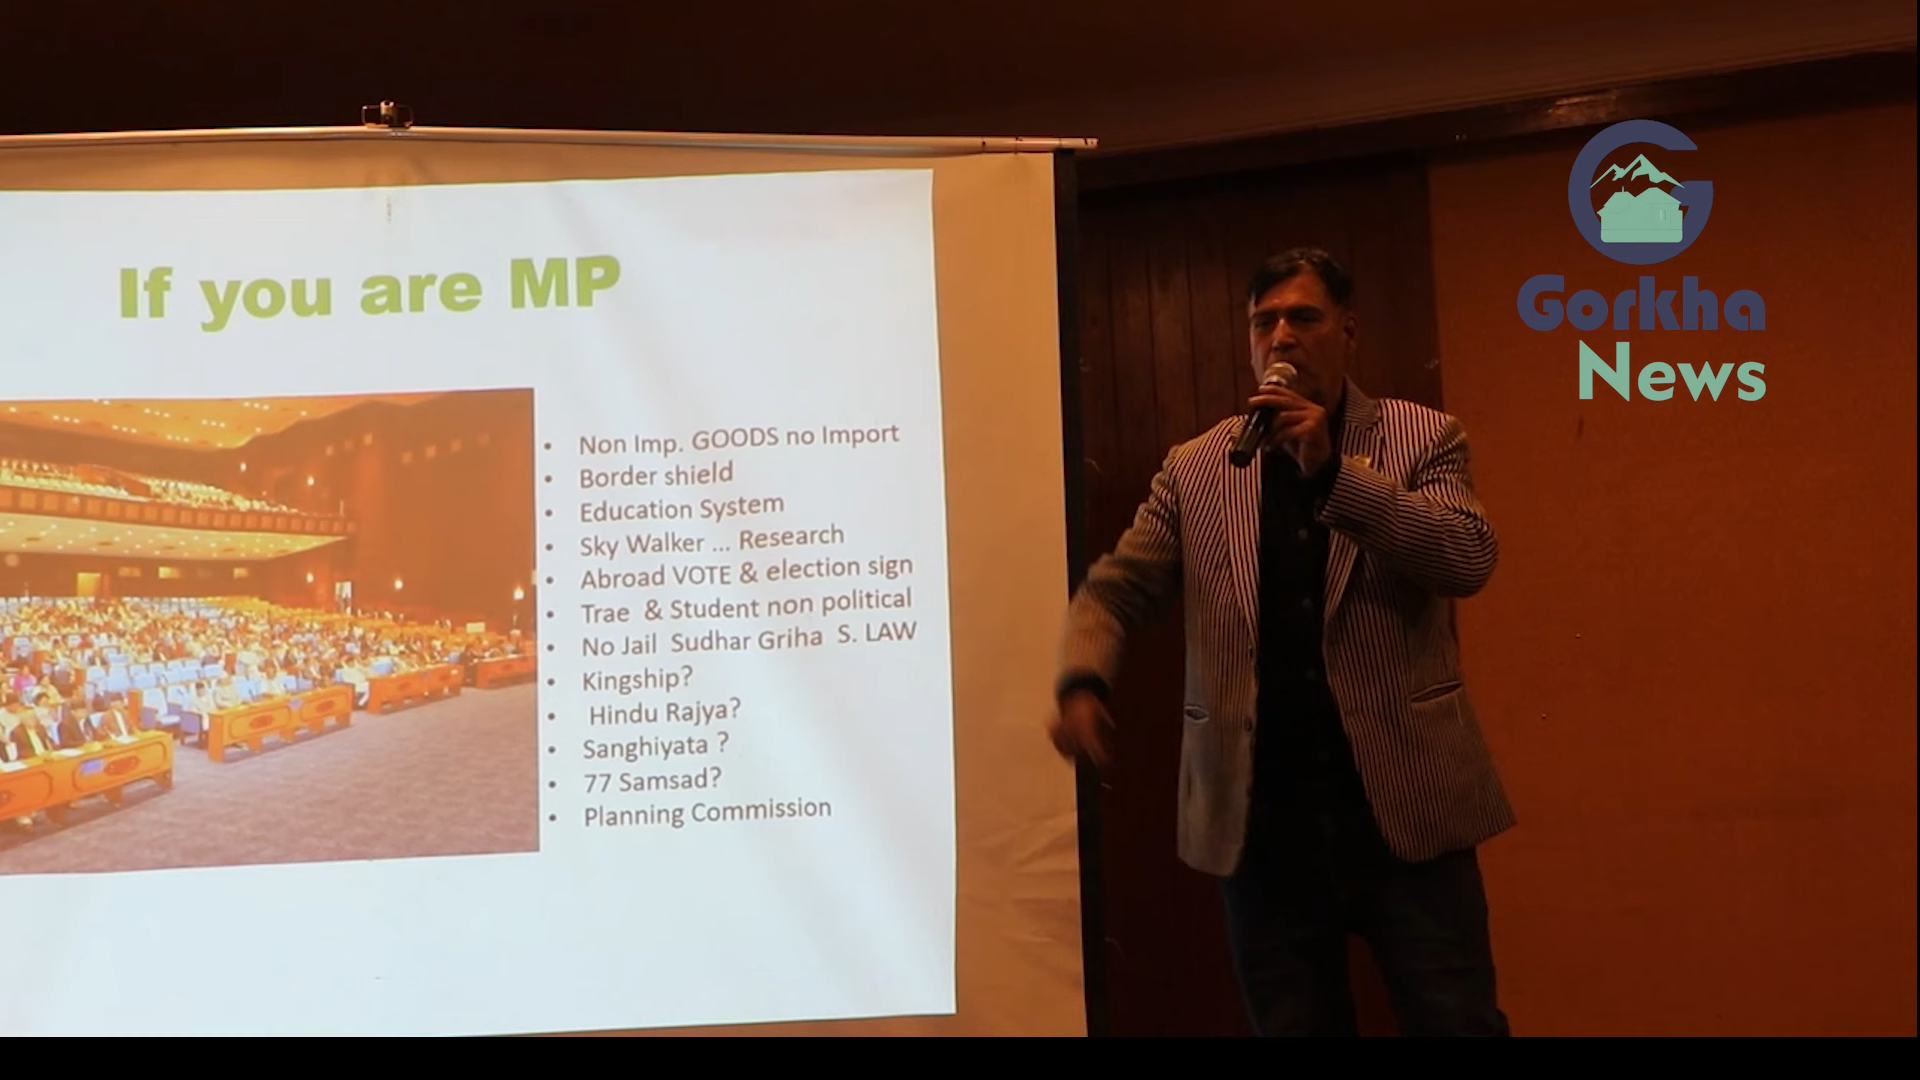 If you are MP
• Non Imp. GOODS no Import
• Border shield
• Education System
• Sky Walker ... Research
• Abroad VOTE & election sign
• Trae & Student non political
• No Jail Sudhar Griha S. LAW
• Kingship?
• Hindu Rajya?
• Sanghiyata ?
• 77 Samsad?
• Planning Commission
Gorkha
News